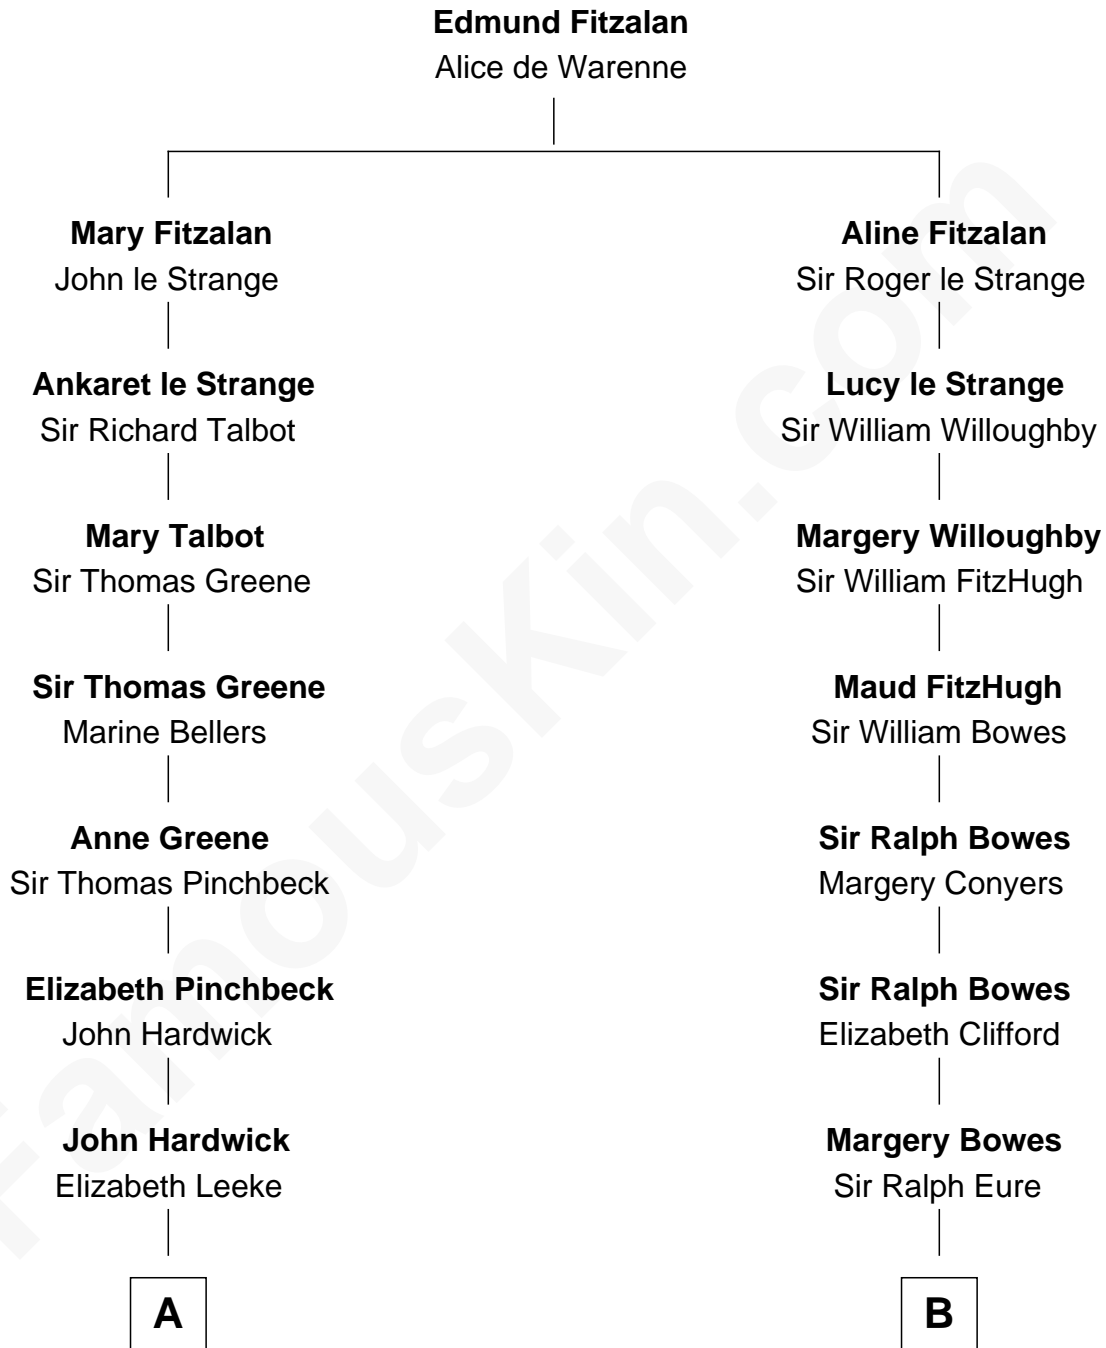 Edmund Fitzalan
Alice de Warenne
Mary Fitzalan
John le Strange
Aline Fitzalan
Sir Roger le Strange
Ankaret le Strange
Sir Richard Talbot
Lucy le Strange
Sir William Willoughby
Mary Talbot
Sir Thomas Greene
Margery Willoughby
Sir William FitzHugh
Sir Thomas Greene
Marine Bellers
Maud FitzHugh
Sir William Bowes
Anne Greene
Sir Thomas Pinchbeck
Sir Ralph Bowes
Margery Conyers
Elizabeth Pinchbeck
John Hardwick
Sir Ralph Bowes
Elizabeth Clifford
John Hardwick
Elizabeth Leeke
Margery Bowes
Sir Ralph Eure
A
B
FamousKin.com